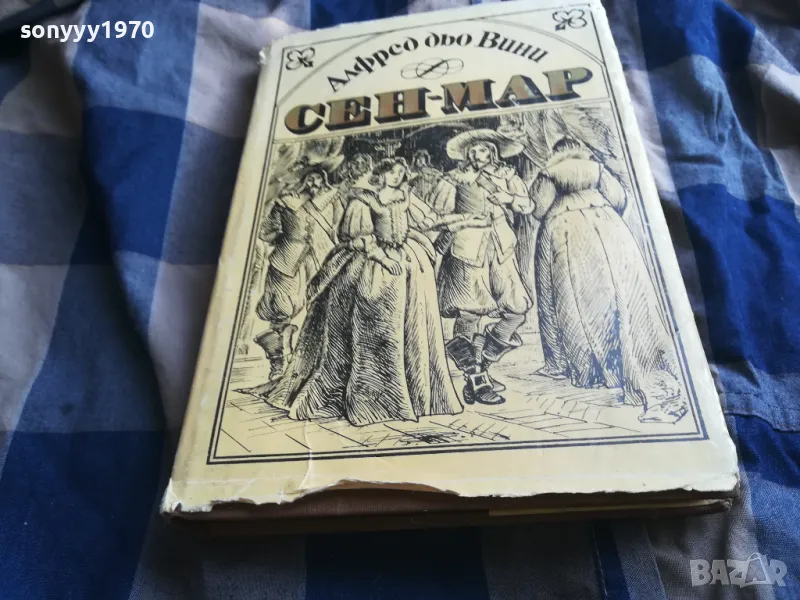 sonyyy1970
Алфред дьо Вини
СЕН-МАР
BAZAR